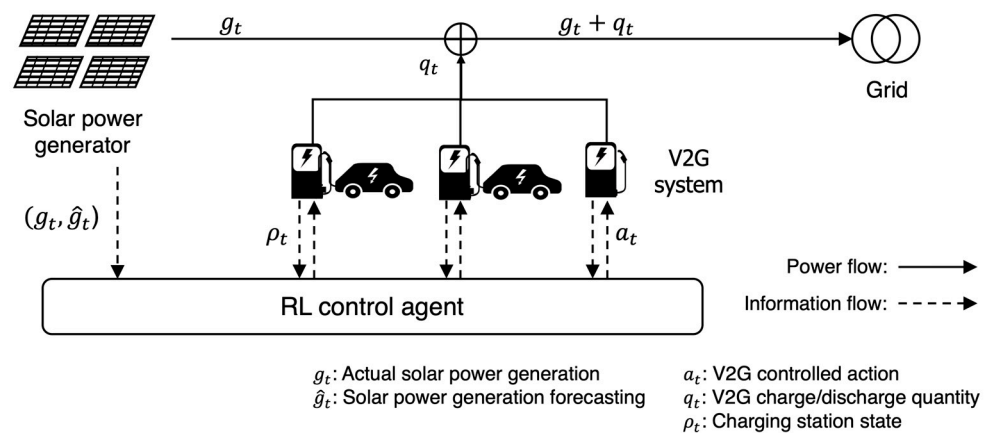 g_t
g_t + q_t
q_t
Grid
Solar power
generator
V2G
system
(g_t, ĝ_t)
ρ_t
a_t
Power flow:
RL control agent
Information flow:
g_t: Actual solar power generation
ĝ_t: Solar power generation forecasting
a_t: V2G controlled action
q_t: V2G charge/discharge quantity
ρ_t: Charging station state